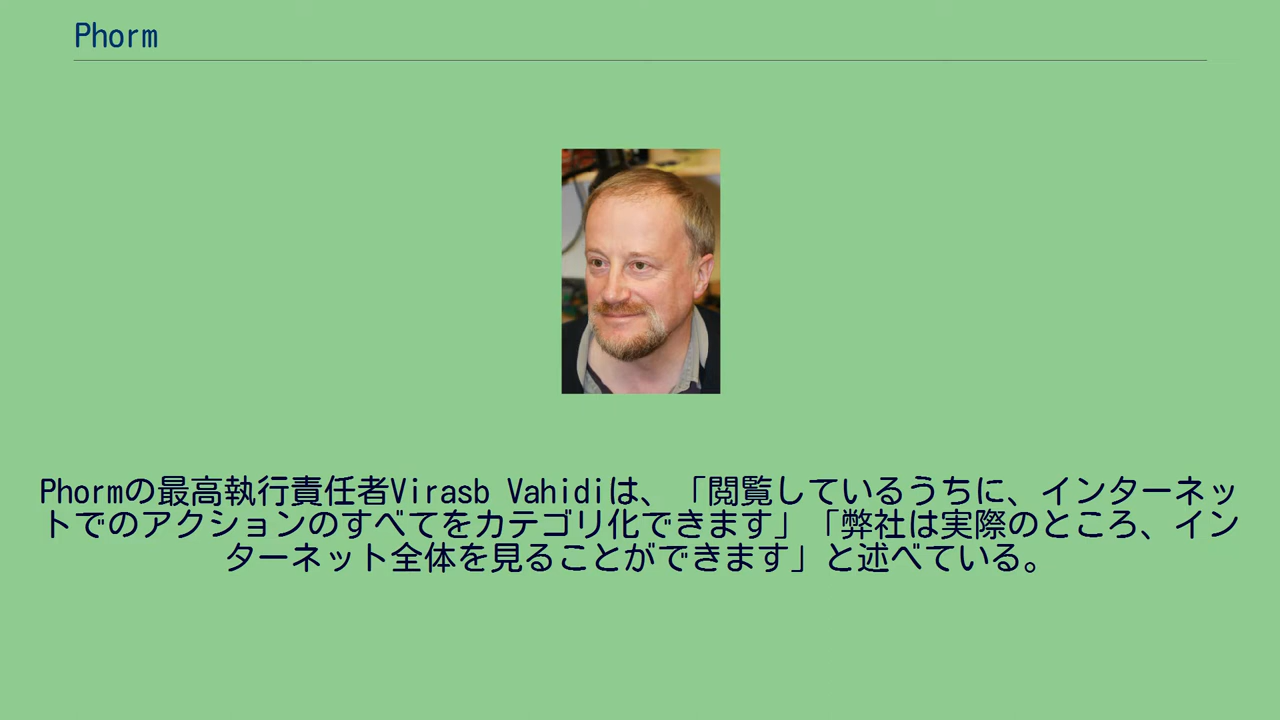 Phorm
Phormの最高執行責任者Virasb Vahidiは、「閲覧しているうちに、インターネッ
トでのアクションのすべてをカテゴリ化できます」「弊社は実際のところ、イン
ターネット全体を見ることができます」と述べている。